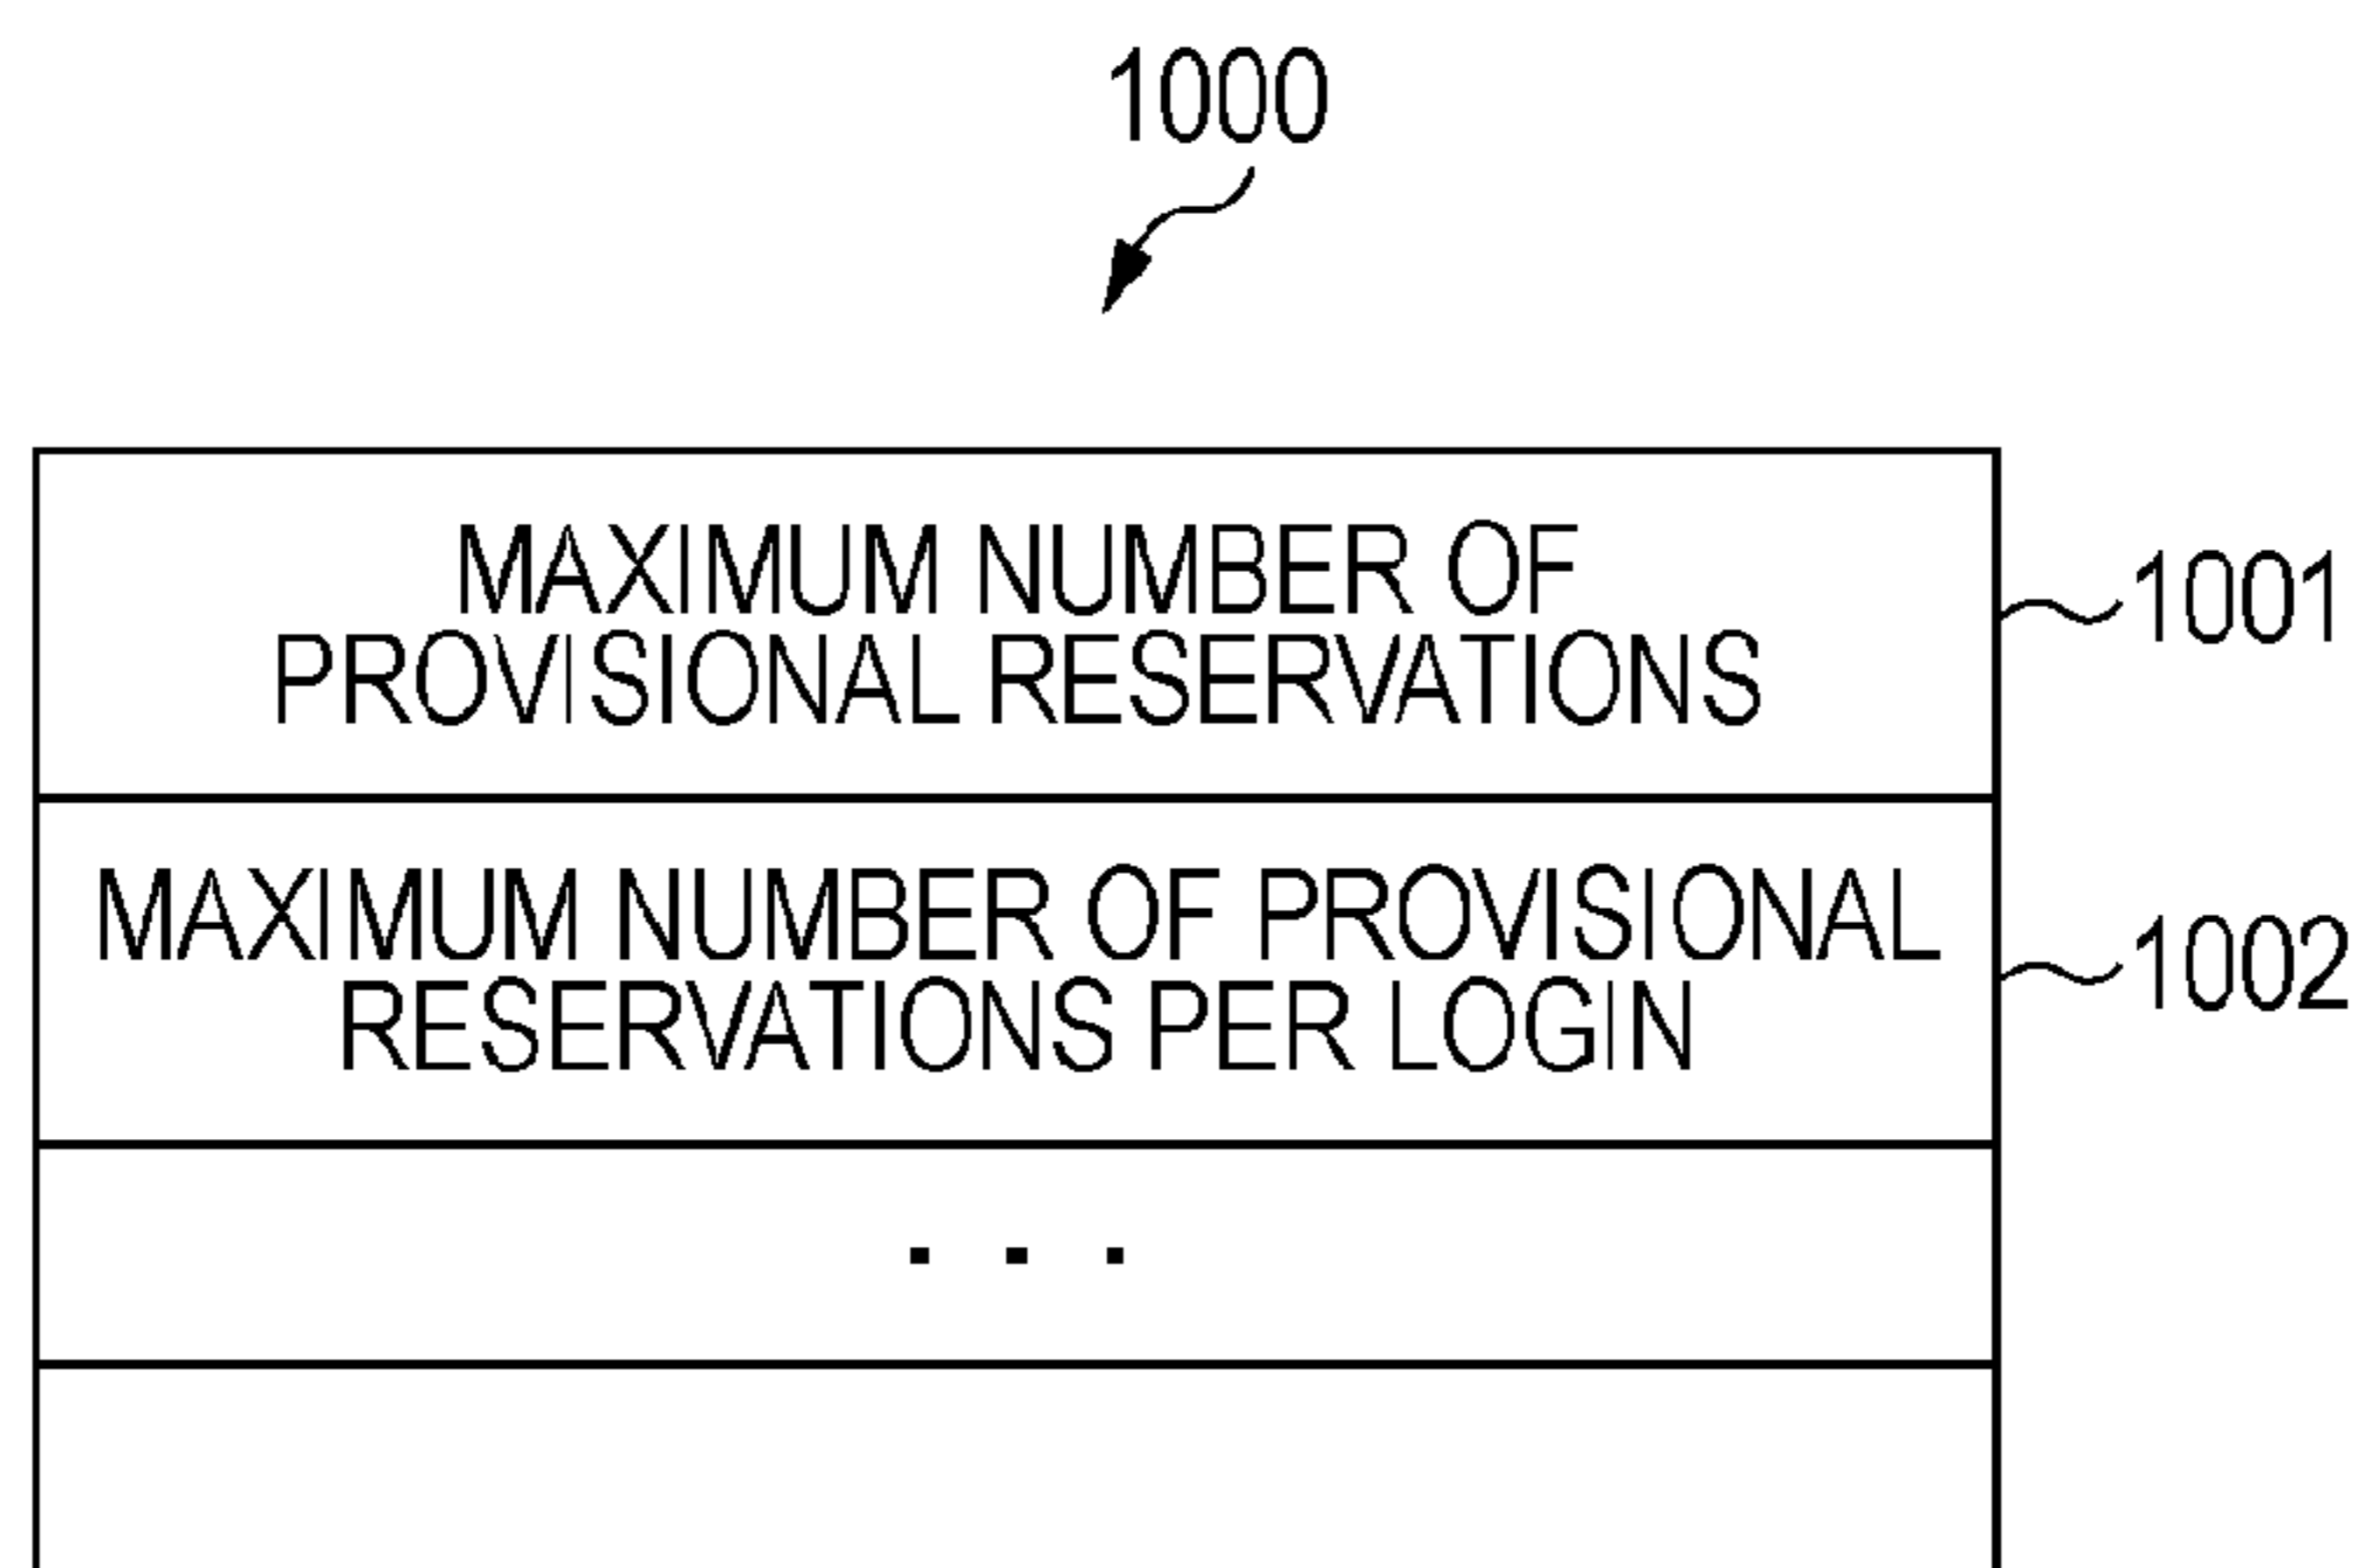 1000
MAXIMUM NUMBER OF
PROVISIONAL RESERVATIONS
1001
MAXIMUM NUMBER OF PROVISIONAL
RESERVATIONS PER LOGIN
1002
. . .